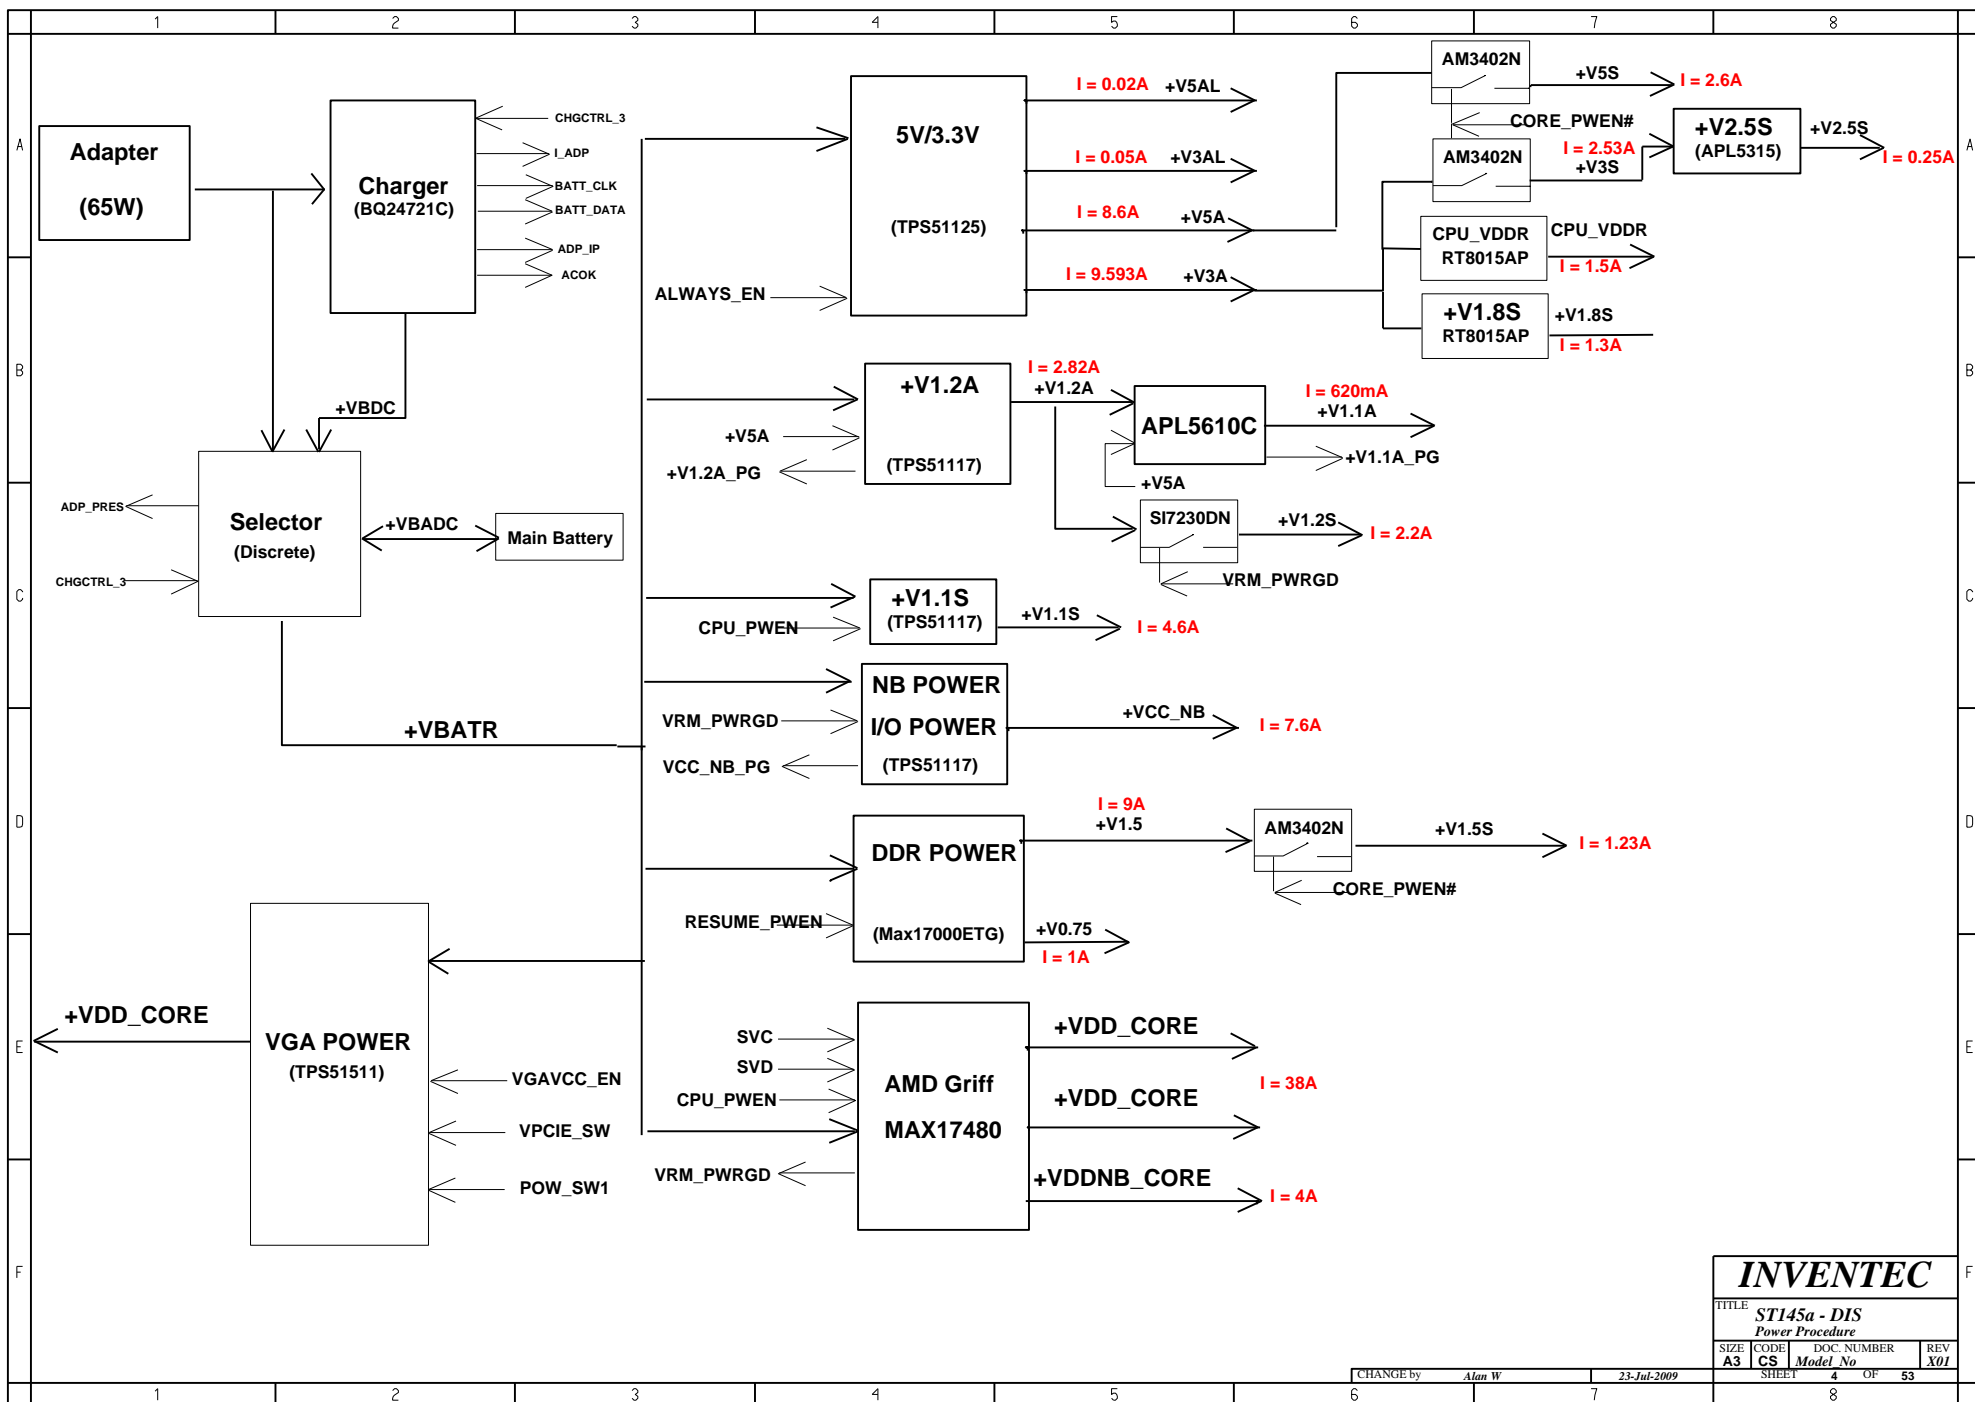 1 2 3 4 5 6 7 8
A
B
C
D
E
F
Adapter
(65W)
Charger
(BQ24721C)
CHGCTRL_3
I_ADP
BATT_CLK
BATT_DATA
ADP_IP
ACOK
+VBDC
ADP_PRES
CHGCTRL_3
Selector
(Discrete)
+VBADC
Main Battery
+VBATR
VGA POWER
(TPS51511)
+VDD_CORE
VGAVCC_EN
VPCIE_SW
POW_SW1
5V/3.3V
(TPS51125)
ALWAYS_EN
I = 0.02A +V5AL
I = 0.05A +V3AL
I = 8.6A +V5A
I = 9.593A +V3A
AM3402N
+V5S
I = 2.6A
CORE_PWEN#
AM3402N
I = 2.53A
+V3S
+V2.5S
(APL5315)
+V2.5S
I = 0.25A
CPU_VDDR
RT8015AP
CPU_VDDR
I = 1.5A
+V1.8S
RT8015AP
+V1.8S
I = 1.3A
+V1.2A
(TPS51117)
+V5A
+V1.2A_PG
I = 2.82A
+V1.2A
APL5610C
I = 620mA
+V1.1A
+V1.1A_PG
+V5A
SI7230DN
+V1.2S
I = 2.2A
VRM_PWRGD
+V1.1S
(TPS51117)
CPU_PWEN
+V1.1S
I = 4.6A
NB POWER
I/O POWER
(TPS51117)
VRM_PWRGD
VCC_NB_PG
+VCC_NB
I = 7.6A
DDR POWER
(Max17000ETG)
RESUME_PWEN
I = 9A
+V1.5
AM3402N
+V1.5S
I = 1.23A
CORE_PWEN#
+V0.75
I = 1A
AMD Griff
MAX17480
SVC
SVD
CPU_PWEN
VRM_PWRGD
+VDD_CORE
I = 38A
+VDD_CORE
+VDDNB_CORE
I = 4A
INVENTEC
TITLE
ST145a - DIS
Power Procedure
SIZE CODE DOC. NUMBER REV
A3 CS Model_No X01
CHANGE by Alan W 23-Jul-2009 SHEET 4 OF 53
A
B
C
D
E
F
1 2 3 4 5 6 7 8